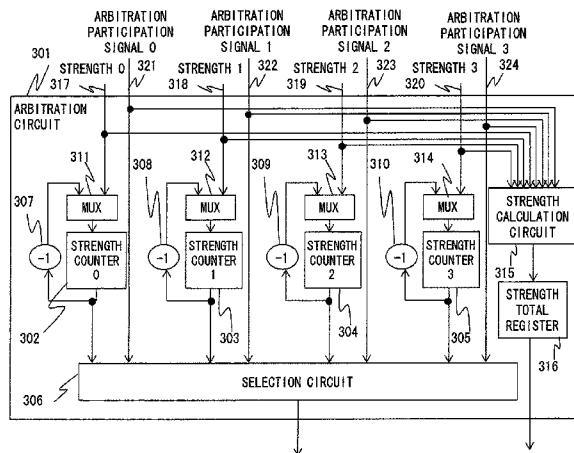 ARBITRATION PARTICIPATION SIGNAL 0
ARBITRATION PARTICIPATION SIGNAL 1
ARBITRATION PARTICIPATION SIGNAL 2
ARBITRATION PARTICIPATION SIGNAL 3
301
STRENGTH 0
321
STRENGTH 1
322
STRENGTH 2
323
STRENGTH 3
324
317
318
319
320
ARBITRATION
CIRCUIT
311
308
312
309
313
310
314
307
MUX
MUX
MUX
MUX
STRENGTH
CALCULATION
CIRCUIT
-1
STRENGTH
COUNTER
0
-1
STRENGTH
COUNTER
1
-1
STRENGTH
COUNTER
2
-1
STRENGTH
COUNTER
3
315
302
303
304
305
STRENGTH
TOTAL
REGISTER
316
306
SELECTION CIRCUIT